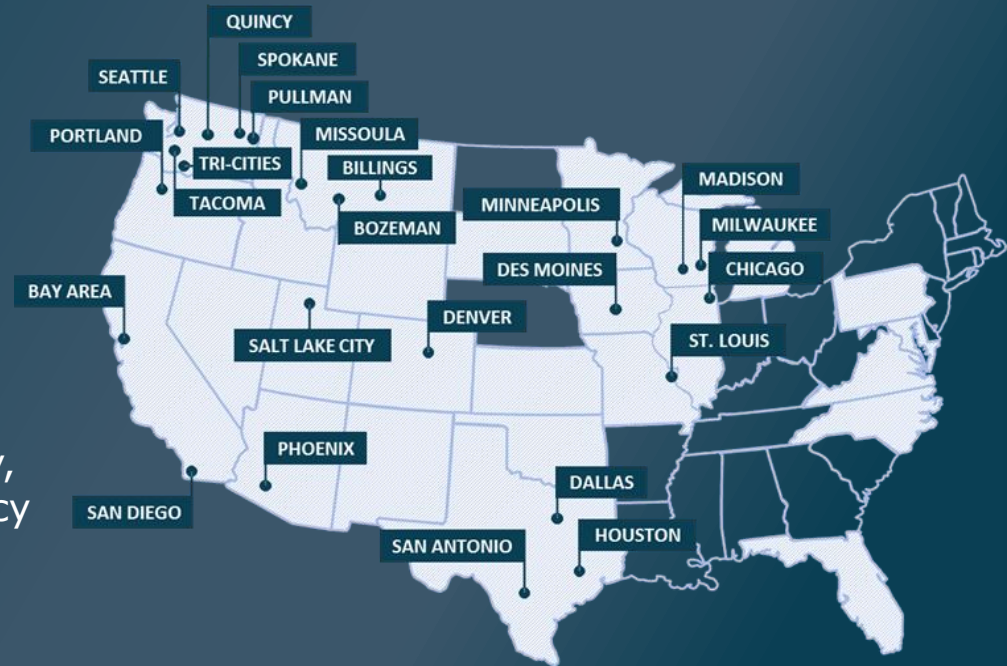 QUINCY
SPOKANE
SEATTLE
PULLMAN
PORTLAND
MISSOULA
TRI-CITIES
BILLINGS
MADISON
TACOMA
MINNEAPOLIS
MILWAUKEE
BOZEMAN
DES MOINES
CHICAGO
BAY AREA
DENVER
SALT LAKE CITY
ST. LOUIS
PHOENIX
DALLAS
SAN DIEGO
HOUSTON
SAN ANTONIO